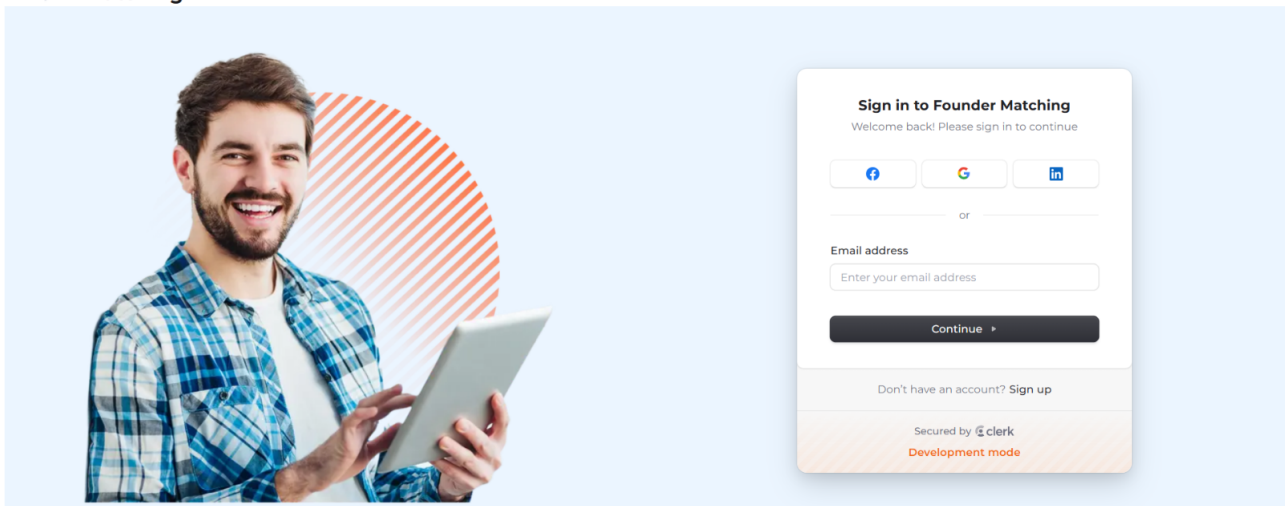 Sign in to Founder Matching
Welcome back! Please sign in to continue
or
Email address
Enter your email address
Continue
Don't have an account? Sign up
Secured by clerk
Development mode